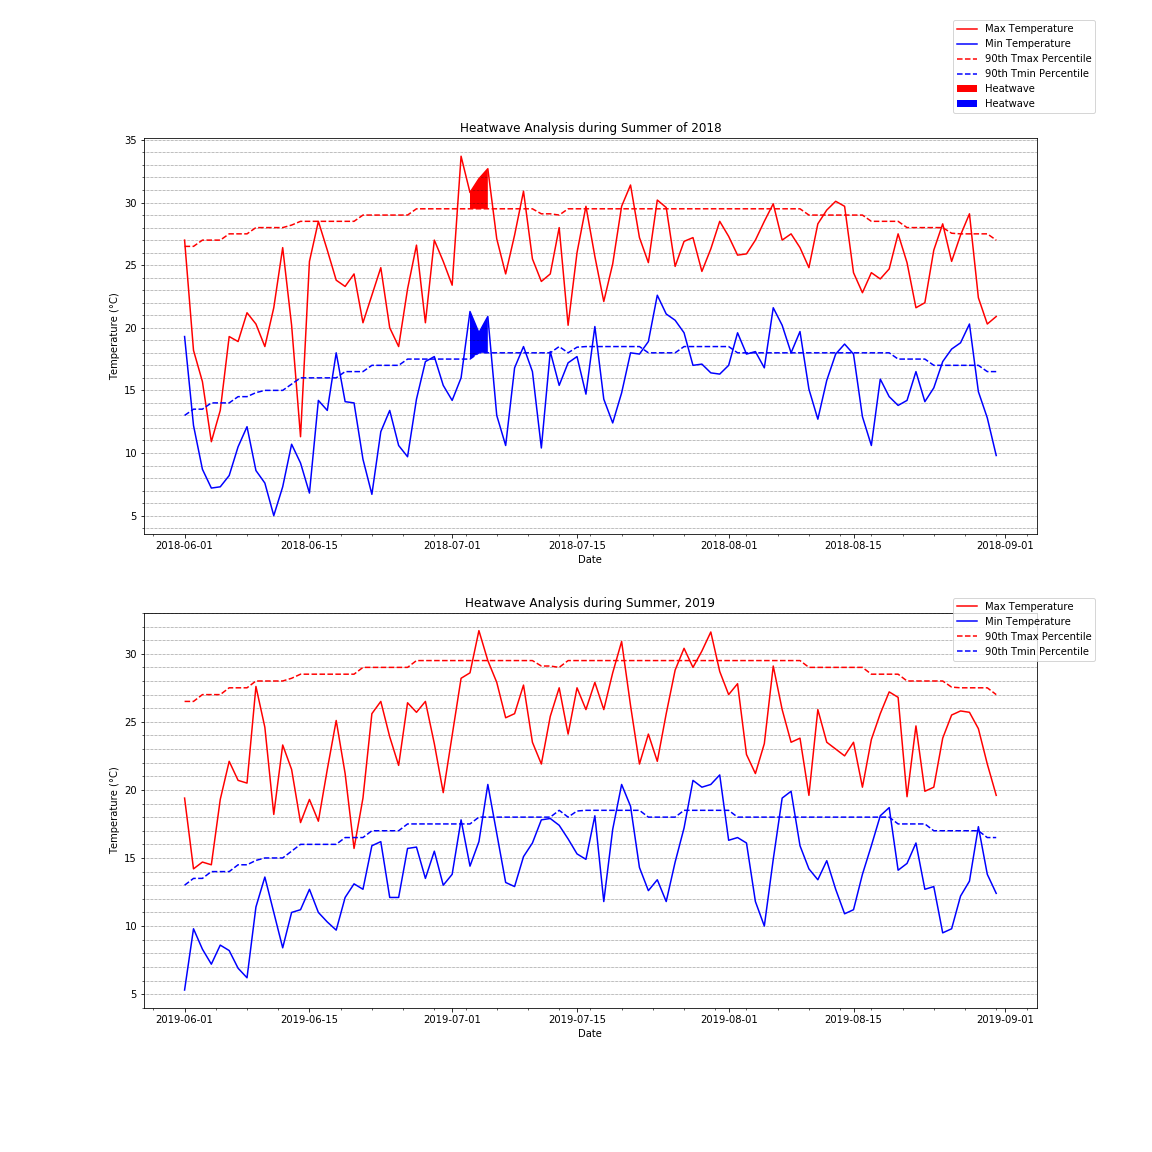 Max Temperature
Min Temperature
90th Tmax Percentile
90th Tmin Percentile
Heatwave
Heatwave
Heatwave Analysis during Summer of 2018
35
30
25
20
15
10
5
Temperature (°C)
2018-06-01 2018-06-15 2018-07-01 2018-07-15 2018-08-01 2018-08-15 2018-09-01
Date
Heatwave Analysis during Summer, 2019
Max Temperature
Min Temperature
90th Tmax Percentile
90th Tmin Percentile
30
25
20
15
10
5
Temperature (°C)
2019-06-01 2019-06-15 2019-07-01 2019-07-15 2019-08-01 2019-08-15 2019-09-01
Date